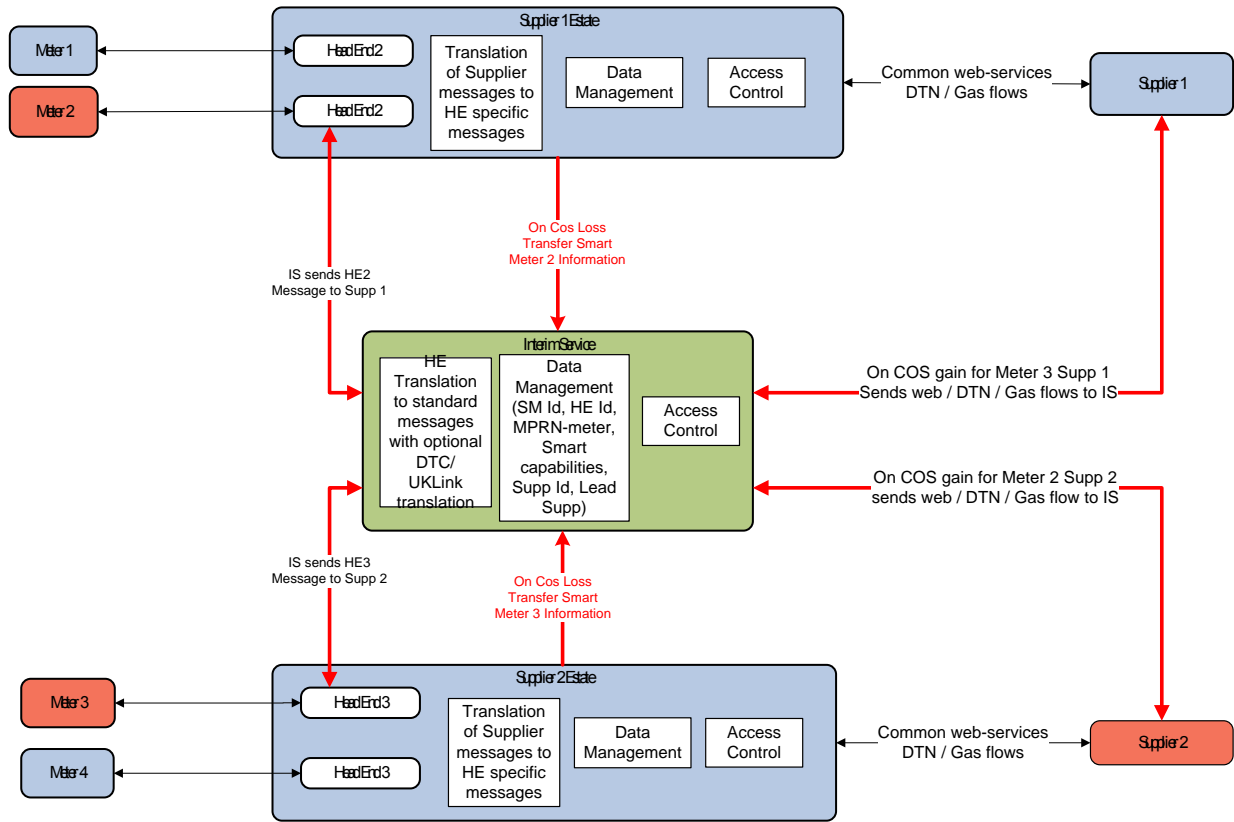 Supplier 1 Estate
Meter 1
Head End 2
Translation
of Supplier
messages to
HE specific
messages
Data
Management
Access
Control
Common web-services
DTN / Gas flows
Supplier 1
Meter 2
Head End 2
On Cos Loss
Transfer Smart
Meter 2 Information
IS sends HE2
Message to Supp 1
Interim Service
HE
Translation
to standard
messages
with optional
DTC/
UKLink
translation
Data
Management
(SM Id, HE Id,
MPRN-meter,
Smart
capabilities,
Supp Id, Lead
Supp)
Access
Control
On COS gain for Meter 3 Supp 1
Sends web / DTN / Gas flows to IS
On COS gain for Meter 2 Supp 2
sends web / DTN / Gas flow to IS
IS sends HE3
Message to Supp 2
On Cos Loss
Transfer Smart
Meter 3 Information
Supplier 2 Estate
Meter 3
Head End 3
Translation
of Supplier
messages to
HE specific
messages
Data
Management
Access
Control
Common web-services
DTN / Gas flows
Supplier 2
Meter 4
Head End 3